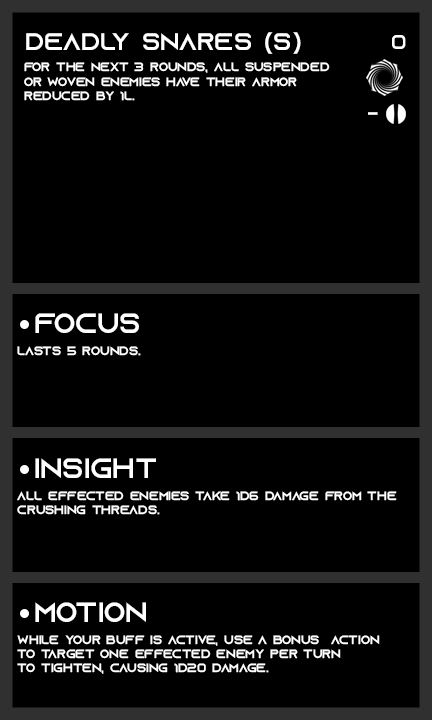 DEADLY SNARES (S)
0
FOR THE NEXT 3 ROUNDS, ALL SUSPENDED
OR WOVEN ENEMIES HAVE THEIR ARMOR
REDUCED BY 1L.
-
•FOCUS
LASTS 5 ROUNDS.
•INSIGHT
ALL EFFECTED ENEMIES TAKE 1D6 DAMAGE FROM THE
CRUSHING THREADS.
•MOTION
WHILE YOUR BUFF IS ACTIVE, USE A BONUS ACTION
TO TARGET ONE EFFECTED ENEMY PER TURN
TO TIGHTEN, CAUSING 1D20 DAMAGE.